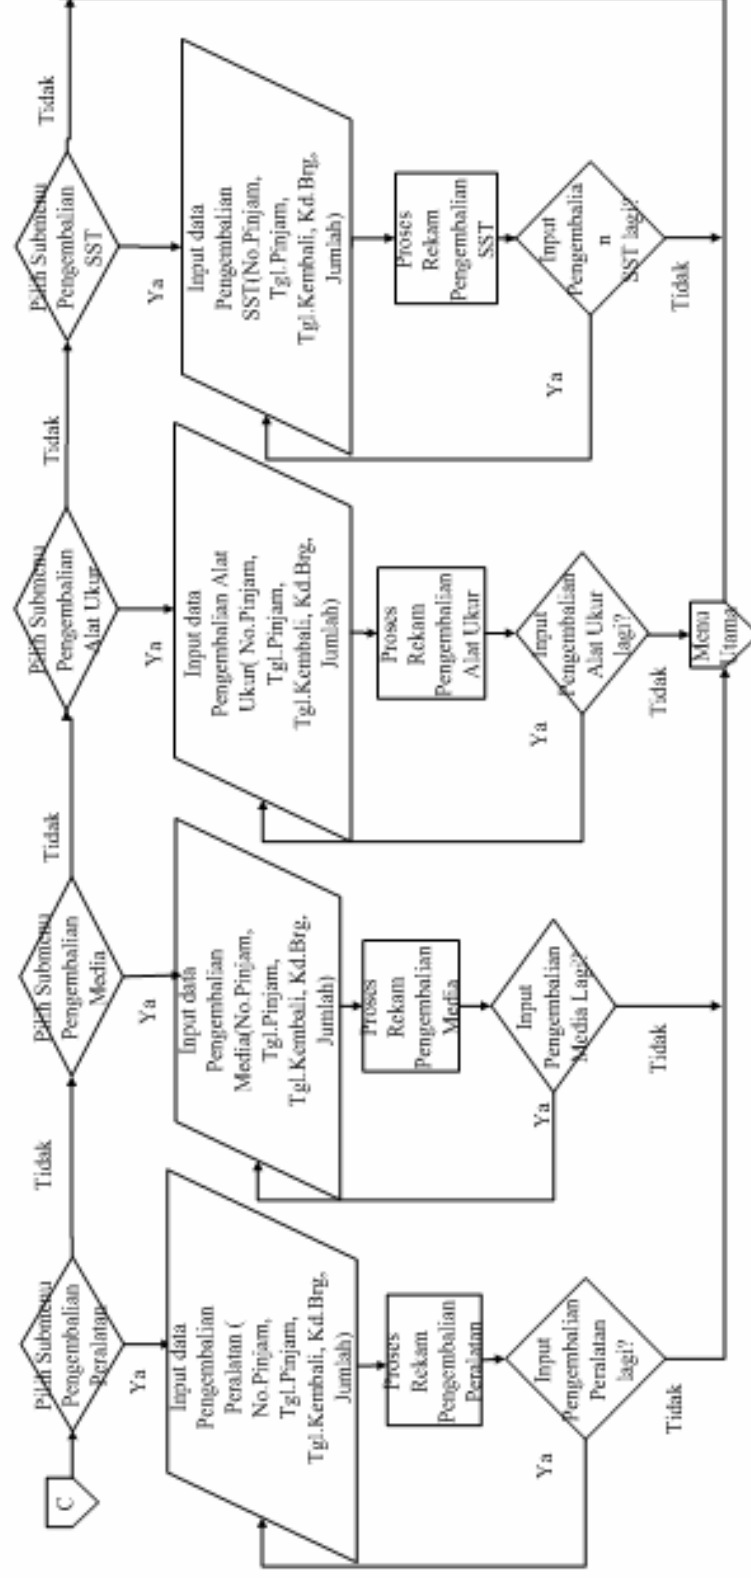 C
Pilih Submenu
Pengembalian
Peralatan
Tidak
Pilih Submenu
Pengembalian
Media
Tidak
Pilih Submenu
Pengembalian
Alat Ukur
Tidak
Pilih Submenu
Pengembalian
SST
Tidak
Ya
Ya
Ya
Ya
Input data
Pengembalian
Peralatan (
No.Pinjam,
Tgl.Pinjam,
Tgl.Kembali, Kd.Brg,
Jumlah)
Input data
Pengembalian
Media(No.Pinjam,
Tgl.Pinjam,
Tgl.Kembali, Kd.Brg,
Jumlah)
Input data
Pengembalian Alat
Ukur( No.Pinjam,
Tgl.Pinjam,
Tgl.Kembali, Kd.Brg,
Jumlah)
Input data
Pengembalian
SST(No.Pinjam,
Tgl.Pinjam,
Tgl.Kembali, Kd.Brg,
Jumlah)
Proses
Rekam
Pengembalian
Peralatan
Proses
Rekam
Pengembalian
Media
Proses
Rekam
Pengembalian
Alat Ukur
Proses
Rekam
Pengembalian
SST
Ya
Input
Pengembalian
Peralatan
lagi?
Tidak
Ya
Input
Pengembalian
Media Lagi?
Tidak
Ya
Input
Pengembalian
Alat Ukur
lagi?
Tidak
Ya
Input
Pengembalia
n
SST lagi?
Tidak
Menu
Utama